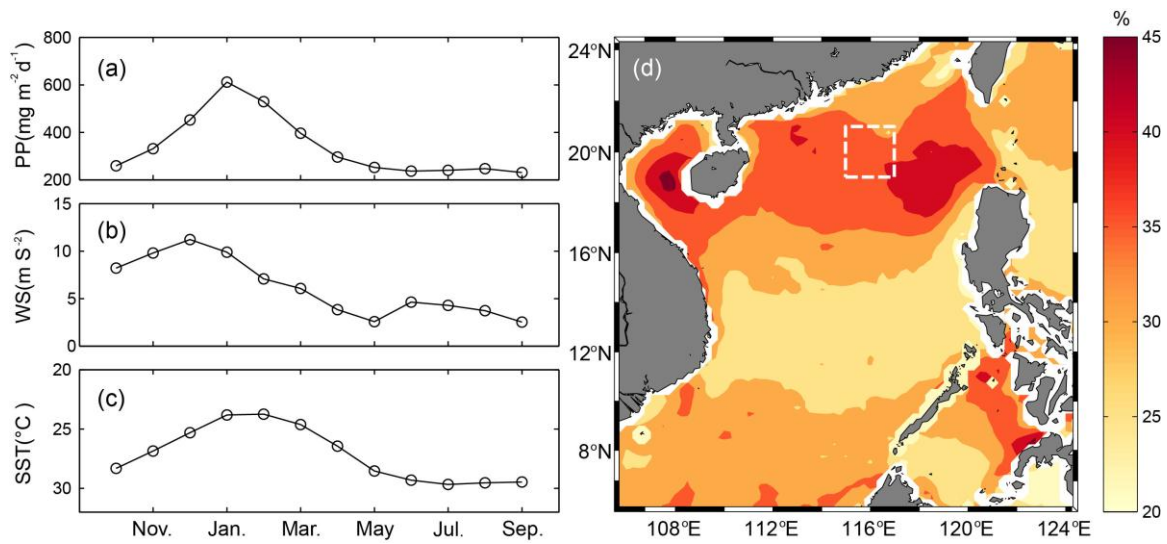 PP(mg m⁻² d⁻¹)
800
600
400
200
(a)
WS(m S⁻²)
15
10
5
0
(b)
SST(°C)
20
25
30
(c)
Nov. Jan. Mar. May Jul. Sep.
(d)
24°N
20°N
16°N
12°N
8°N
108°E 112°E 116°E 120°E 124°E
%
45
40
35
30
25
20